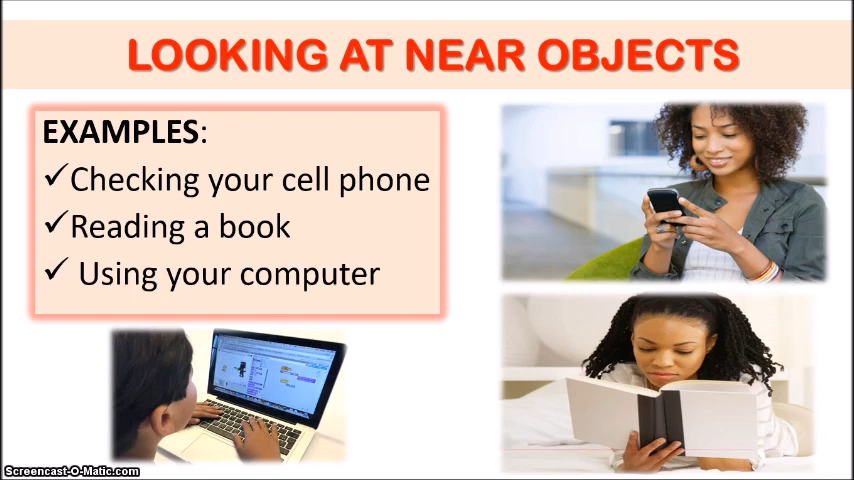 LOOKING AT NEAR OBJECTS
EXAMPLES:
✓Checking your cell phone
✓Reading a book
✓ Using your computer
Screencast-O-Matic.com